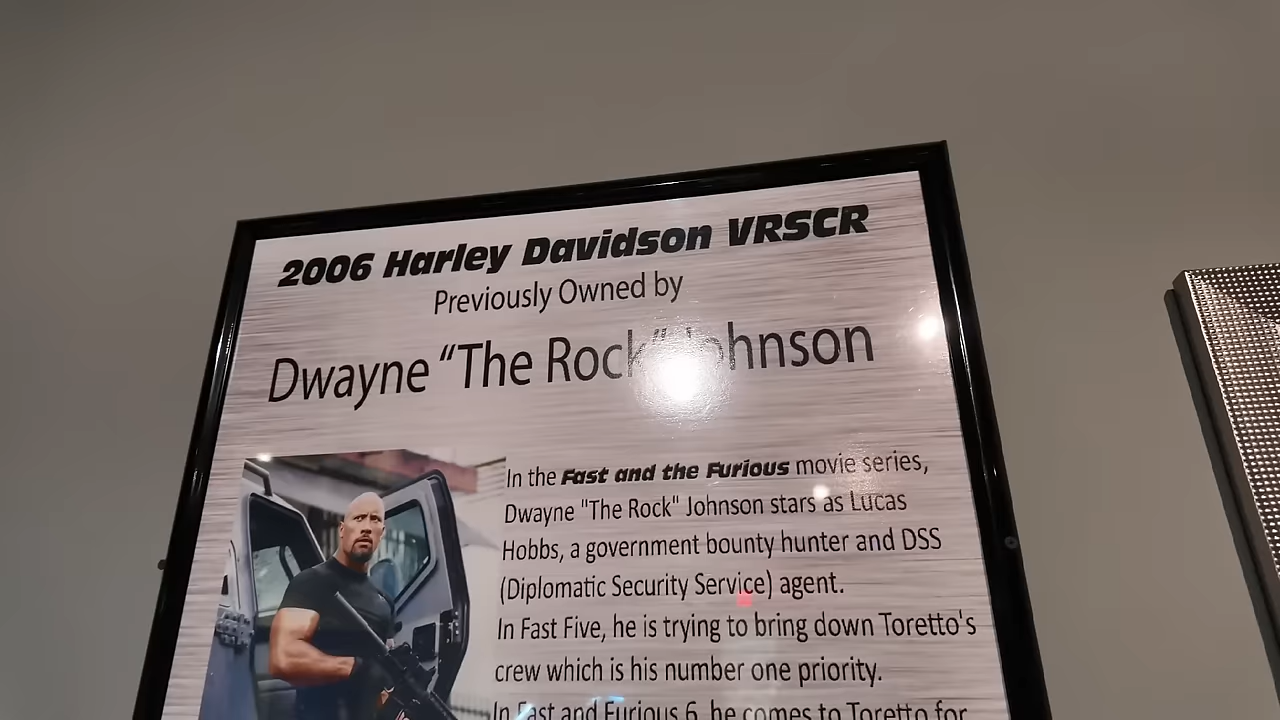 2006 Harley Davidson VRSCR
Previously Owned by
Dwayne "The Rock" Johnson
In the Fast and the Furious movie series,
Dwayne "The Rock" Johnson stars as Lucas
Hobbs, a government bounty hunter and DSS
(Diplomatic Security Service) agent.
In Fast Five, he is trying to bring down Toretto's
crew which is his number one priority.
In Fast and Furious 6, he comes to Toretto for